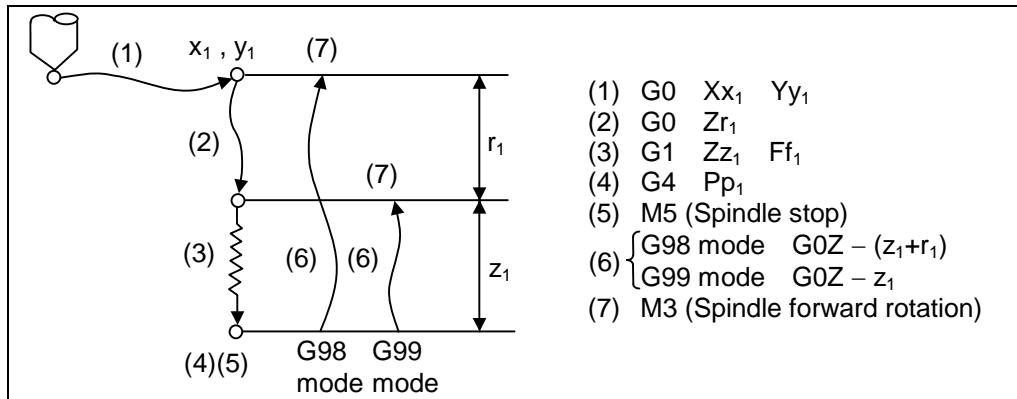 (1)
x₁ , y₁
(7)
(2)
r₁
(7)
(3)
(6)
(6)
z₁
(4)(5)
G98 mode
G99 mode
(1) G0 Xx₁ Yy₁
(2) G0 Zr₁
(3) G1 Zz₁ Ff₁
(4) G4 Pp₁
(5) M5 (Spindle stop)
(6) G98 mode G0Z – (z₁+r₁)
G99 mode G0Z – z₁
(7) M3 (Spindle forward rotation)